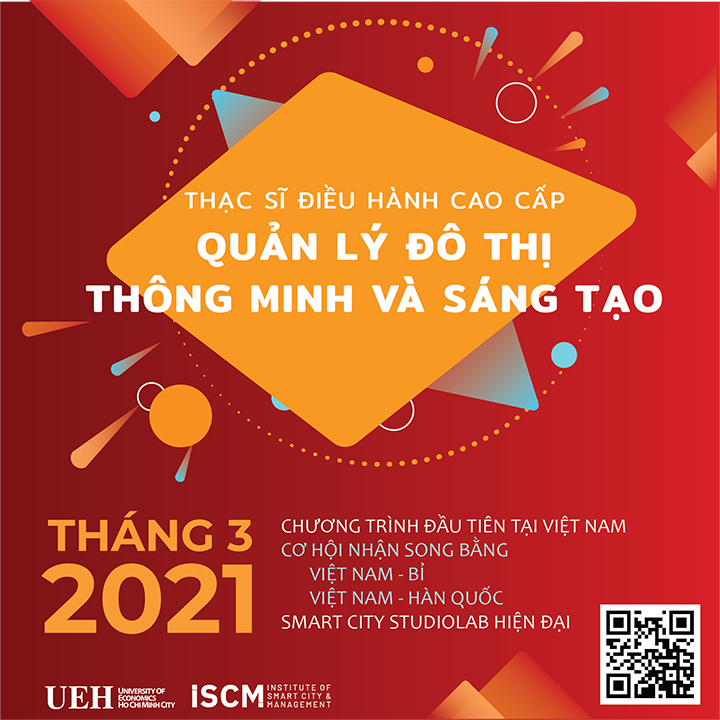 THẠC SĨ ĐIỀU HÀNH CAO CẤP
QUẢN LÝ ĐÔ THỊ
THÔNG MINH VÀ SÁNG TẠO
THÁNG 3
2021
CHƯƠNG TRÌNH ĐẦU TIÊN TẠI VIỆT NAM
CƠ HỘI NHẬN SONG BẰNG
VIỆT NAM - BỈ
VIỆT NAM - HÀN QUỐC
SMART CITY STUDIOLAB HIỆN ĐẠI
UEH
UNIVERSITY OF
ECONOMICS
HO CHI MINH CITY
ISCM
INSTITUTE OF
SMART CITY &
MANAGEMENT